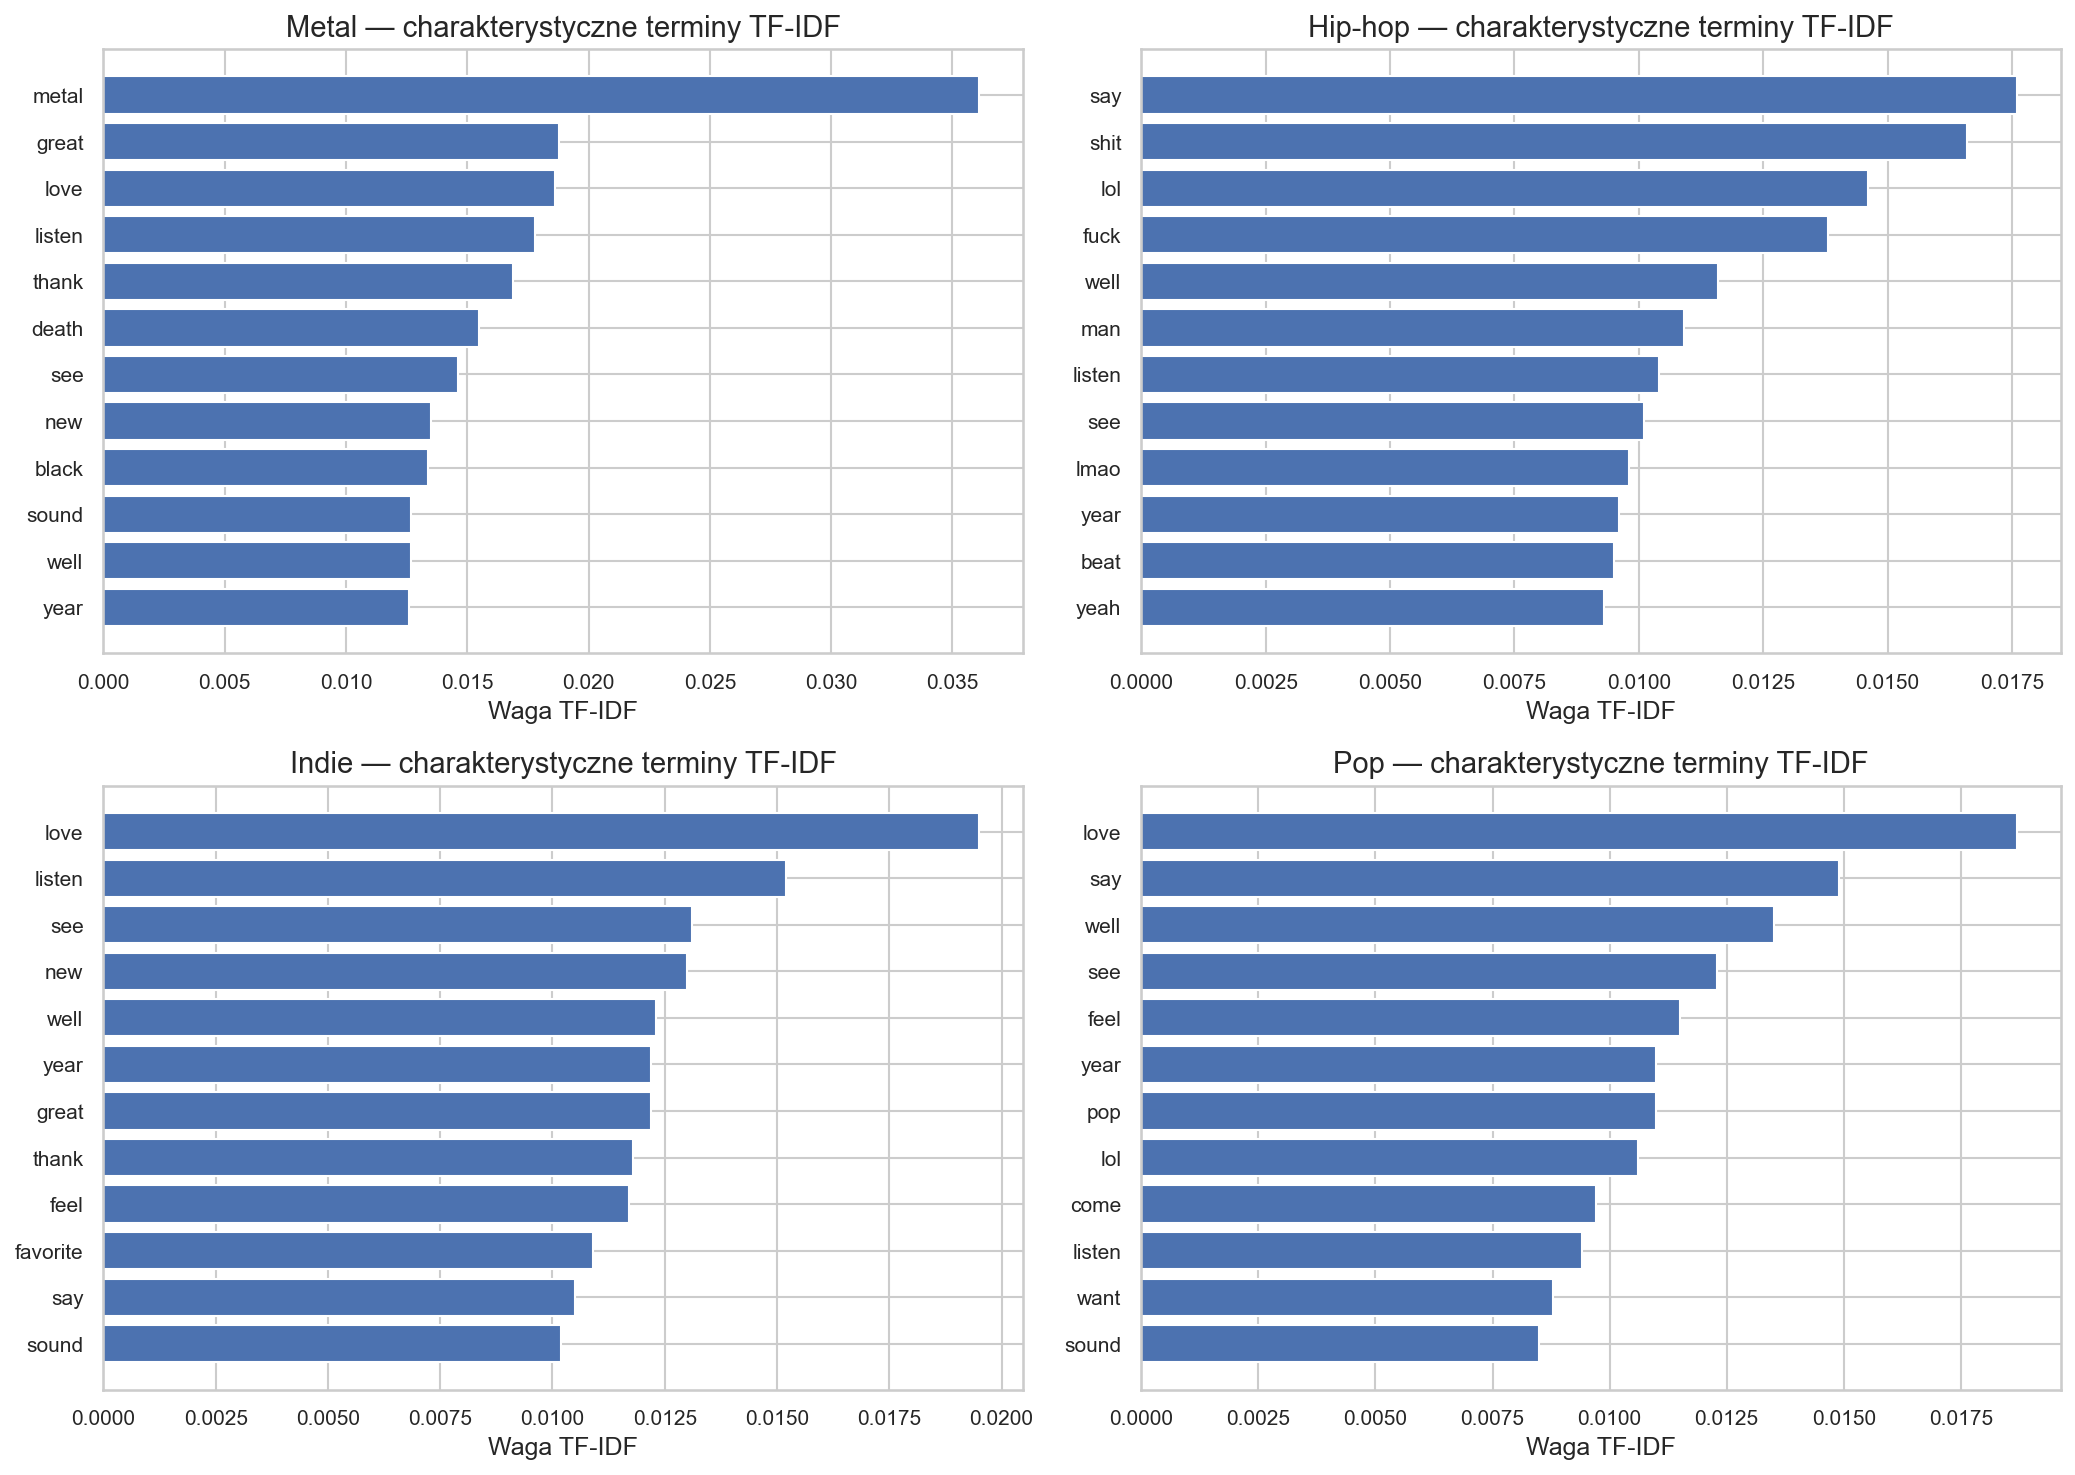 Metal — charakterystyczne terminy TF-IDF
metal
great
love
listen
thank
death
see
new
black
sound
well
year
0.000 0.005 0.010 0.015 0.020 0.025 0.030 0.035
Waga TF-IDF
Hip-hop — charakterystyczne terminy TF-IDF
say
shit
lol
fuck
well
man
listen
see
lmao
year
beat
yeah
0.0000 0.0025 0.0050 0.0075 0.0100 0.0125 0.0150 0.0175
Waga TF-IDF
Indie — charakterystyczne terminy TF-IDF
love
listen
see
new
well
year
great
thank
feel
favorite
say
sound
0.0000 0.0025 0.0050 0.0075 0.0100 0.0125 0.0150 0.0175 0.0200
Waga TF-IDF
Pop — charakterystyczne terminy TF-IDF
love
say
well
see
feel
year
pop
lol
come
listen
want
sound
0.0000 0.0025 0.0050 0.0075 0.0100 0.0125 0.0150 0.0175
Waga TF-IDF